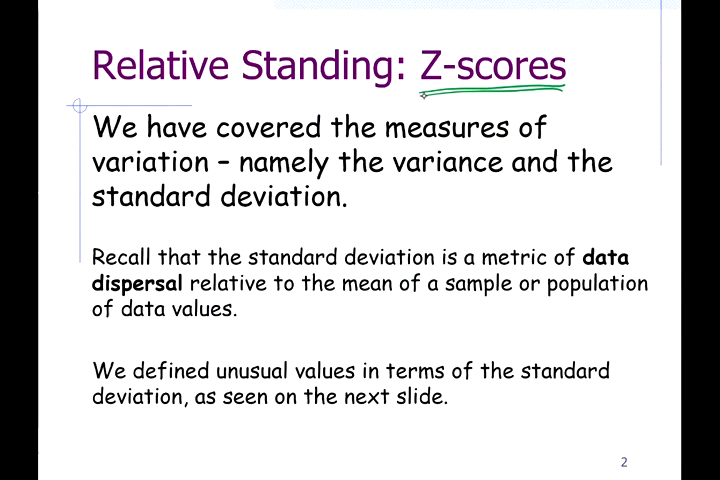 Relative Standing: Z-scores
We have covered the measures of
variation – namely the variance and the
standard deviation.
Recall that the standard deviation is a metric of data
dispersal relative to the mean of a sample or population
of data values.
We defined unusual values in terms of the standard
deviation, as seen on the next slide.
2